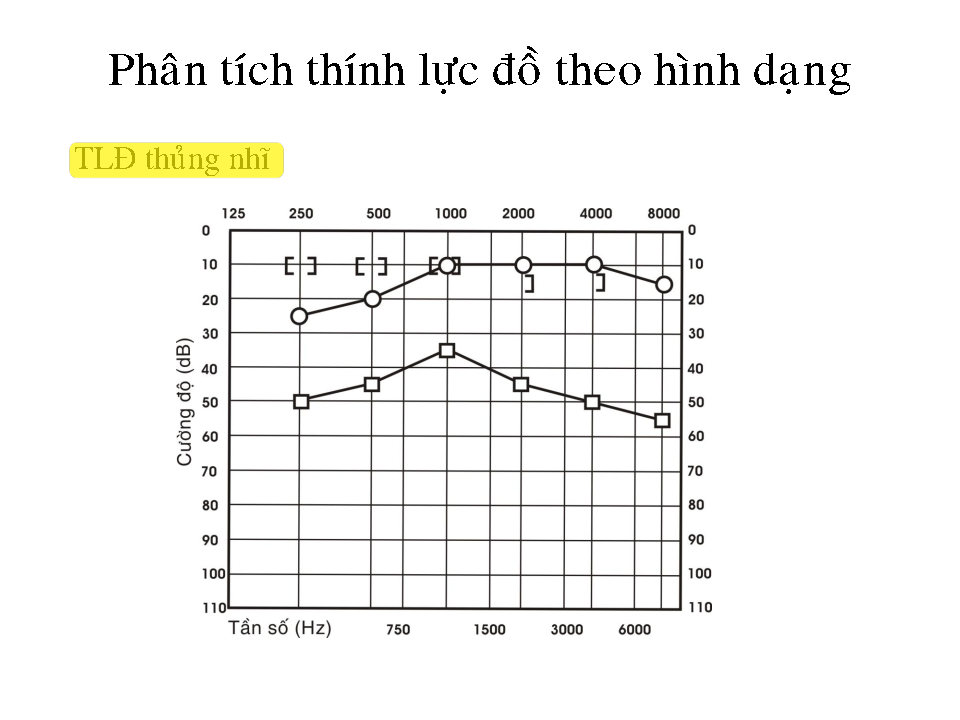 Phân tích thính lực đồ theo hình dạng
TLĐ thủng nhĩ
125 250 500 1000 2000 4000 8000
0 0
10 10
20 20
30 30
40 40
50 50
60 60
70 70
80 80
90 90
100 100
110 110
Cường độ (dB)
Tần số (Hz) 750 1500 3000 6000